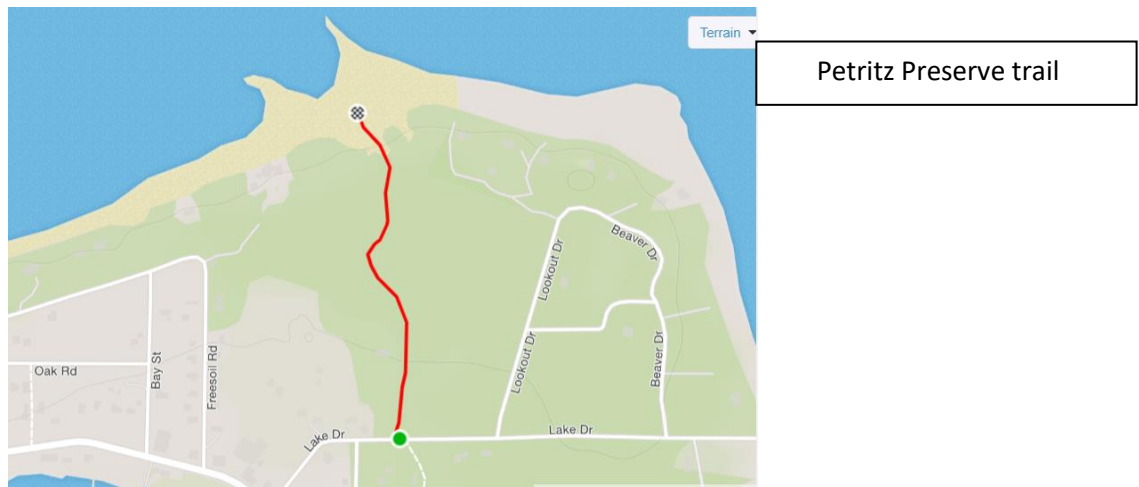 Terrain
Petritz Preserve trail
Beaver Dr
Lookout Dr
Lookout Dr
Beaver Dr
Oak Rd
Bay St
Freesoil Rd
Lake Dr
Lake Dr